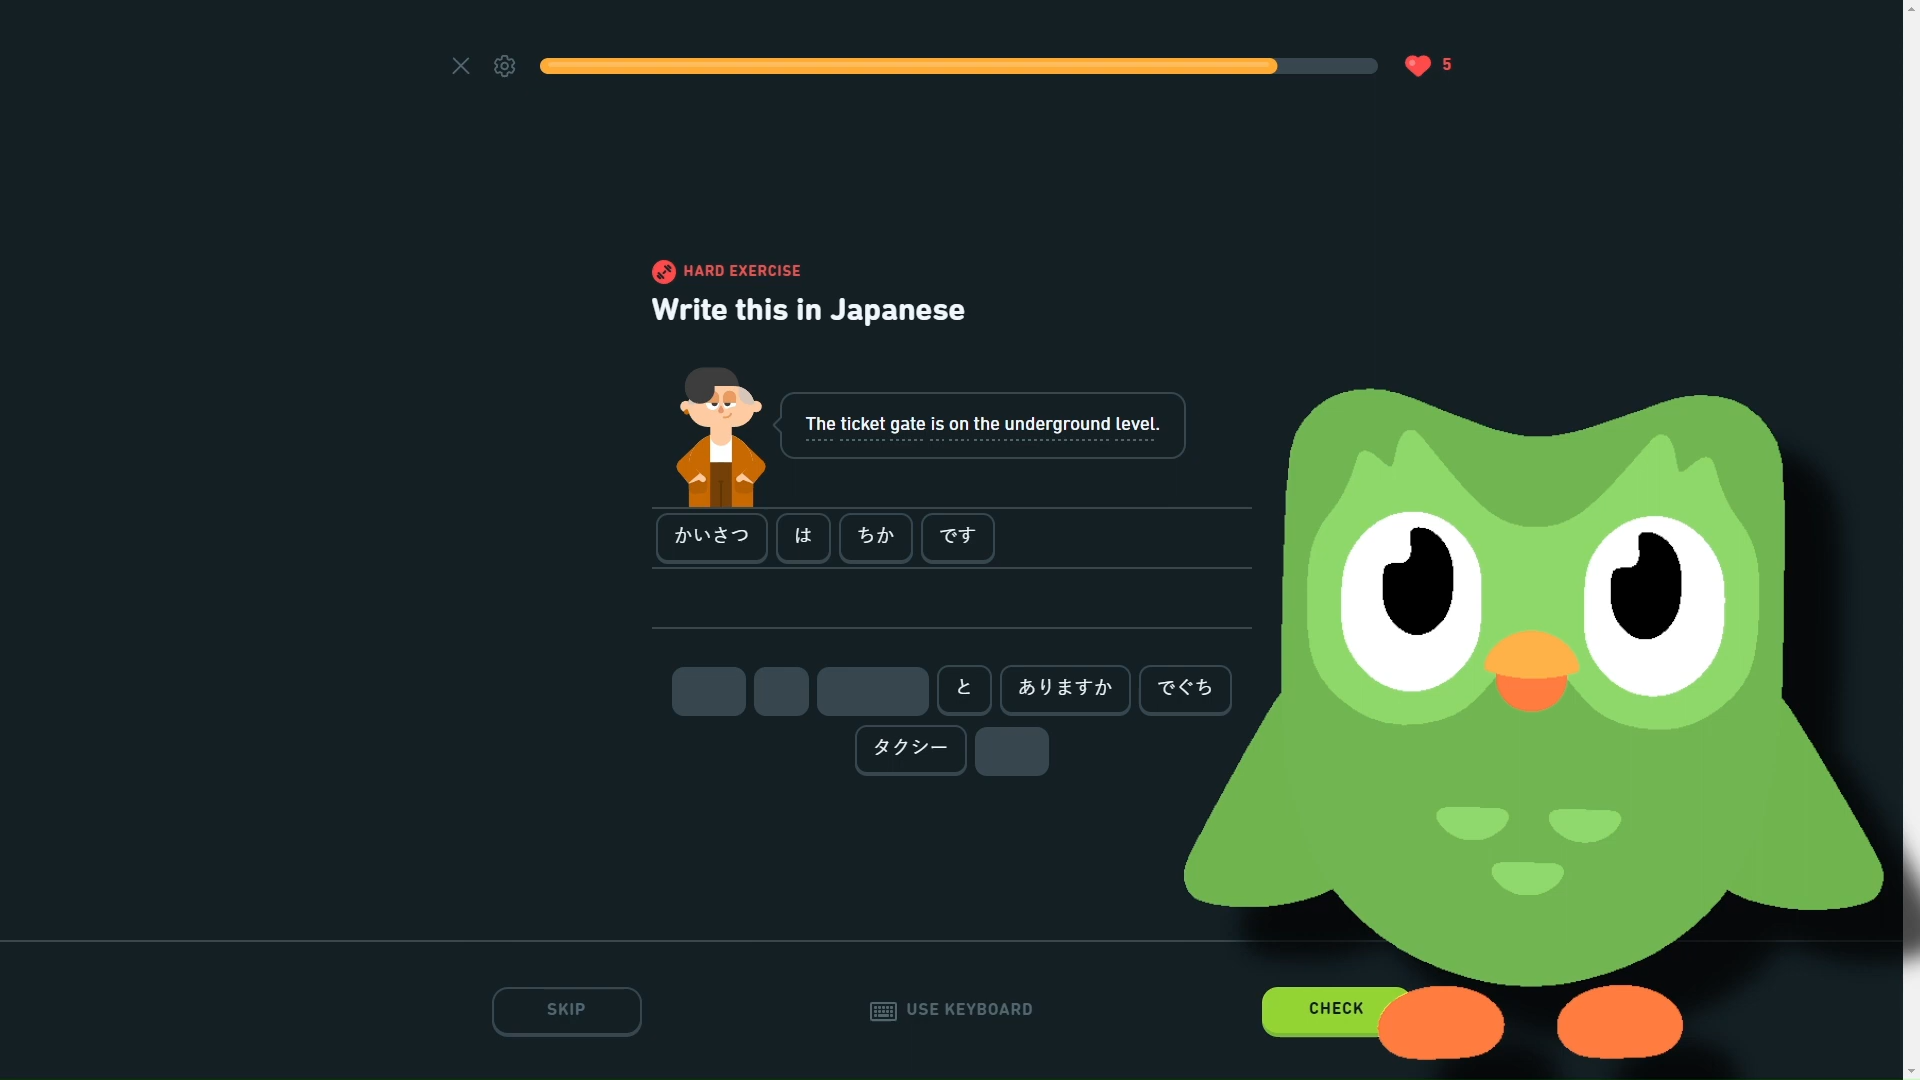 5
HARD EXERCISE
Write this in Japanese
The ticket gate is on the underground level.
かいさつ は ちか です
と ありますか でぐち
タクシー
SKIP USE KEYBOARD CHECK